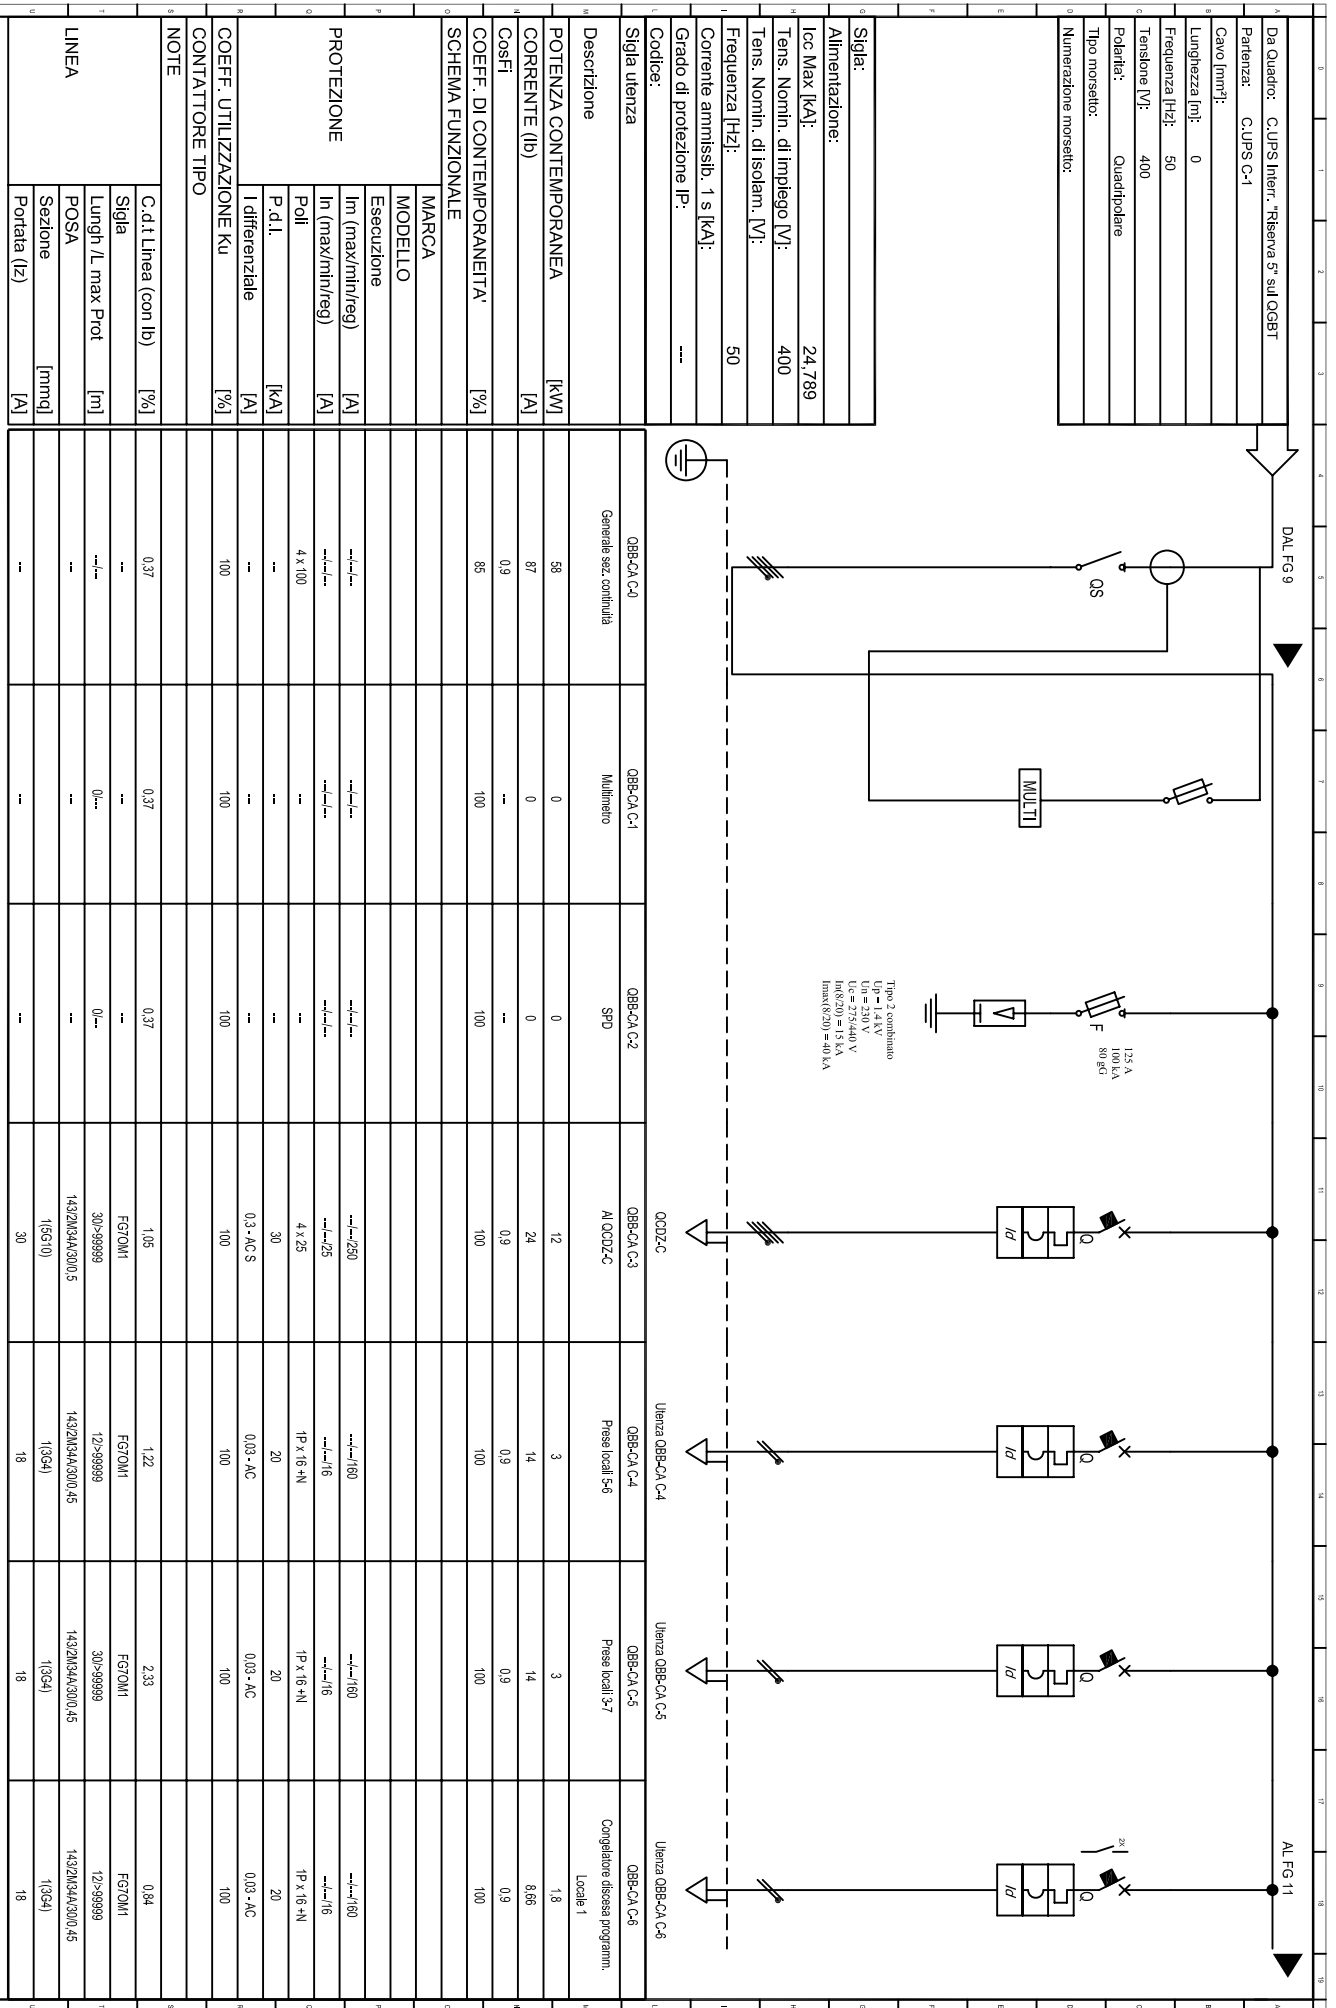 DAL FG 9
AL FG 11
Da Quadro: C.UPS Interr. "Riserva 5" sul QGBT
Partenza: C.UPS C-1
Cavo [mm²]:
Lunghezza [m]: 0
Frequenza [Hz]: 50
Tensione [V]: 400
Polarita': Quadripolare
Tipo morsetto:
Numerazione morsetto:
QS
MULTI
F
125 A
100 kA
80 gG
Tipo 2 combinato
Up = 1.4 kV
Un = 230 V
Uc = 275/440 V
In(8/20) = 15 kA
Imax(8/20) = 40 kA
Q Q Q Q
Id Id Id Id
2X
Sigla:
Alimentazione:
Icc Max [kA]: 24,789
Tens. Nomin. di impiego [V]: 400
Tens. Nomin. di isolam. [V]:
Frequenza [Hz]: 50
Corrente ammissib. 1 s [kA]:
Grado di protezione IP: ---
Codice:
QCDZ-C Utenza QBB-CA C-4 Utenza QBB-CA C-5 Utenza QBB-CA C-6
Sigla utenza QBB-CA C-0 QBB-CA C-1 QBB-CA C-2 QBB-CA C-3 QBB-CA C-4 QBB-CA C-5 QBB-CA C-6
Descrizione Generale sez. continuità Multimetro SPD Al QCDZ-C Prese locali 5-6 Prese locali 3-7 Congelatore discesa programm.
Locale 1
POTENZA CONTEMPORANEA [kW] 58 0 0 12 3 3 1,8
CORRENTE (Ib) [A] 87 0 0 24 14 14 8,66
CosFi 0,9 --- --- 0,9 0,9 0,9 0,9
COEFF. DI CONTEMPORANEITA' [%] 85 100 100 100 100 100 100
SCHEMA FUNZIONALE
PROTEZIONE
MARCA
MODELLO
Esecuzione
Im (max/min/reg) [A] ---/---/--- ---/---/--- ---/---/--- ---/---/250 ---/---/160 ---/---/160 ---/---/160
In (max/min/reg) [A] ---/---/--- ---/---/--- ---/---/--- ---/---/25 ---/---/16 ---/---/16 ---/---/16
Poli 4 x 100 --- --- 4 x 25 1P x 16 +N 1P x 16 +N 1P x 16 +N
P.d.I. [kA] --- --- --- 30 20 20 20
I differenziale [A] --- --- --- 0,3 - AC S 0,03 - AC 0,03 - AC 0,03 - AC
COEFF. UTILIZZAZIONE Ku [%] 100 100 100 100 100 100 100
CONTATTORE TIPO
NOTE
LINEA
C.d.t Linea (con Ib) [%] 0,37 0,37 0,37 1,05 1,22 2,33 0,84
Sigla --- --- --- FG7OM1 FG7OM1 FG7OM1 FG7OM1
Lungh /L max Prot [m] ---/--- 0/--- 0/--- 30/>99999 12/>99999 30/>99999 12/>99999
POSA --- --- --- 143/2M34A/30/0,5 143/2M34A/30/0,45 143/2M34A/30/0,45 143/2M34A/30/0,45
Sezione [mmq] 1(5G10) 1(3G4) 1(3G4) 1(3G4)
Portata (Iz) [A] --- --- --- 30 18 18 18